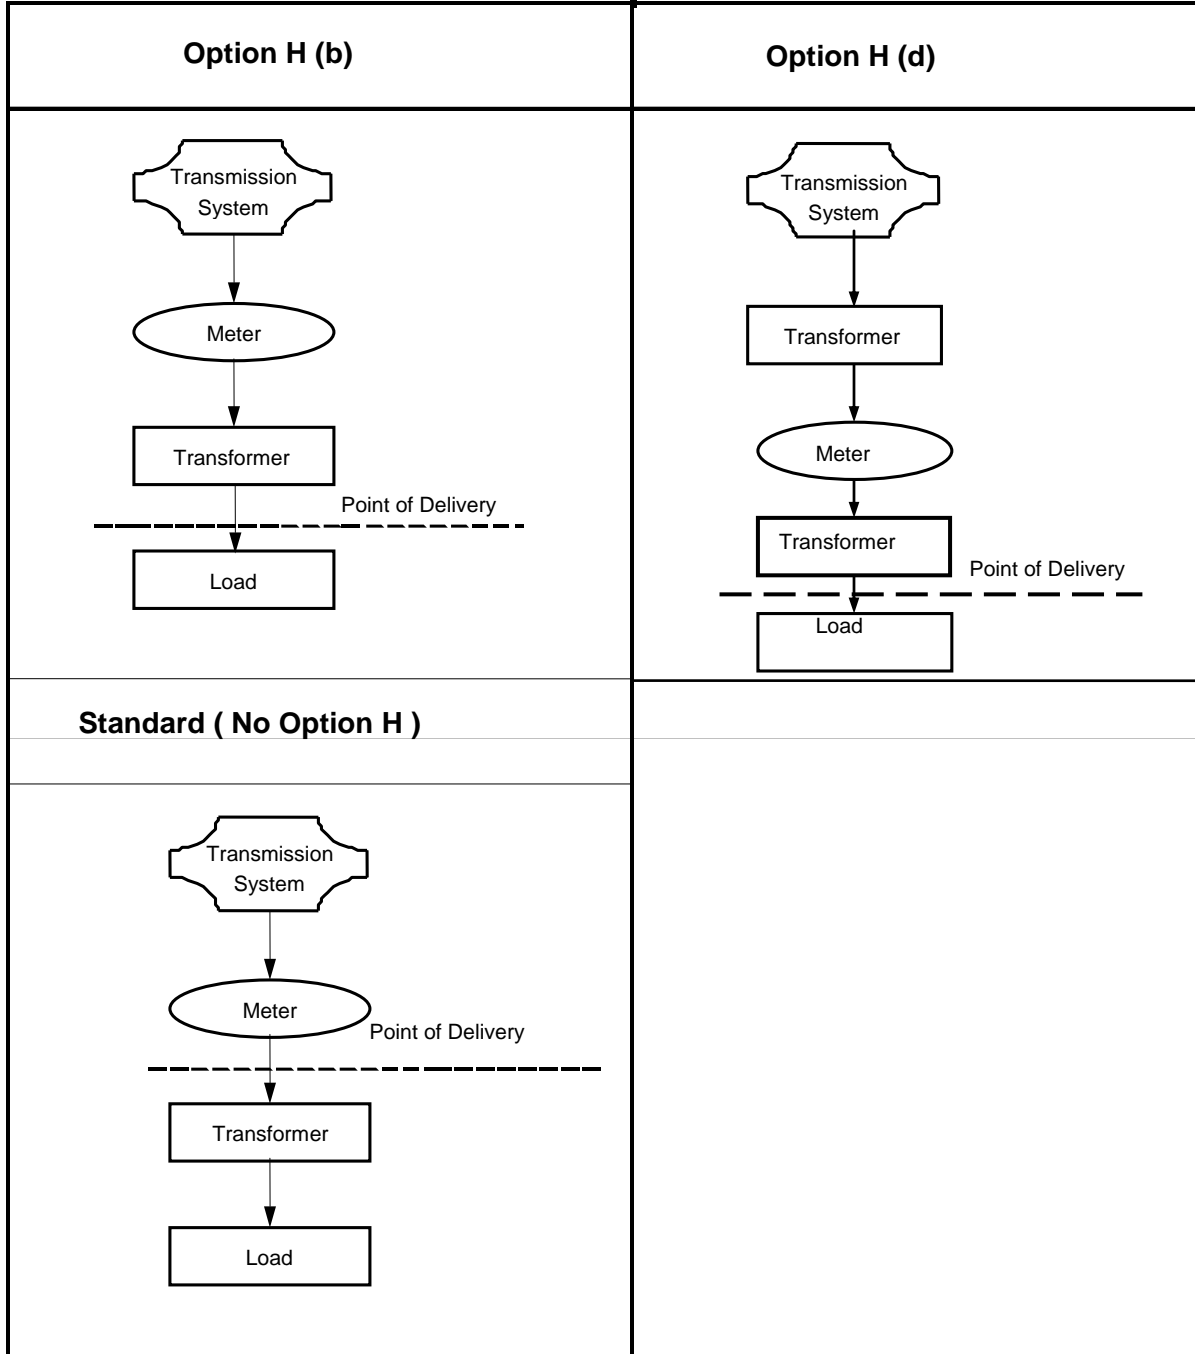 Option H (b)
Transmission
System
Meter
Transformer
Point of Delivery
Load
Option H (d)
Transmission
System
Transformer
Meter
Transformer
Point of Delivery
Load
Standard ( No Option H )
Transmission
System
Meter
Point of Delivery
Transformer
Load